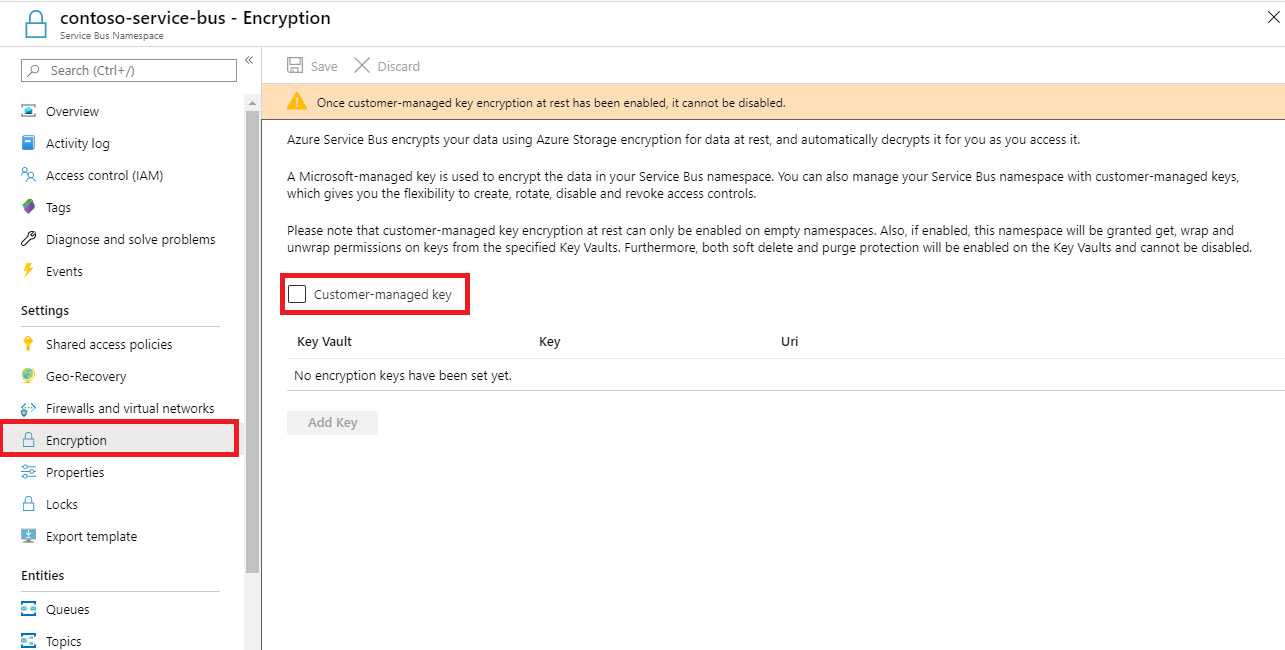 contoso-service-bus - Encryption
Service Bus Namespace
Search (Ctrl+/)
Overview
Activity log
Access control (IAM)
Tags
Diagnose and solve problems
Events
Settings
Shared access policies
Geo-Recovery
Firewalls and virtual networks
Encryption
Properties
Locks
Export template
Entities
Queues
Topics
Save Discard
Once customer-managed key encryption at rest has been enabled, it cannot be disabled.
Azure Service Bus encrypts your data using Azure Storage encryption for data at rest, and automatically decrypts it for you as you access it.
A Microsoft-managed key is used to encrypt the data in your Service Bus namespace. You can also manage your Service Bus namespace with customer-managed keys,
which gives you the flexibility to create, rotate, disable and revoke access controls.
Please note that customer-managed key encryption at rest can only be enabled on empty namespaces. Also, if enabled, this namespace will be granted get, wrap and
unwrap permissions on keys from the specified Key Vaults. Furthermore, both soft delete and purge protection will be enabled on the Key Vaults and cannot be disabled.
Customer-managed key
Key Vault Key Uri
No encryption keys have been set yet.
Add Key